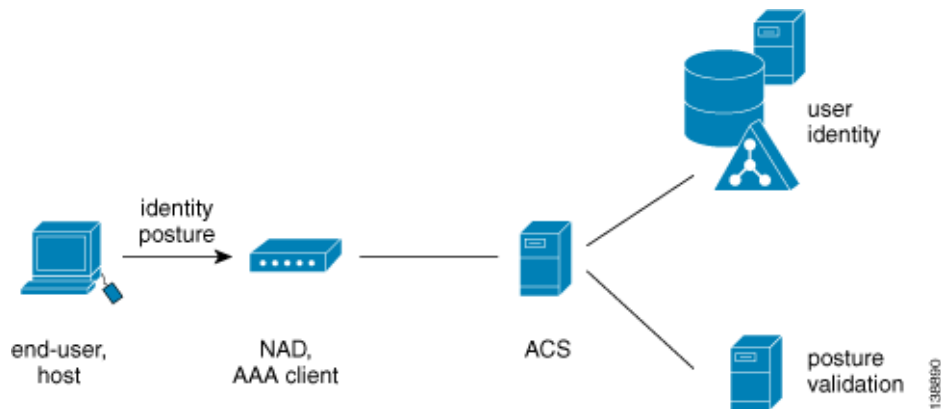 user
identity
identity
posture
end-user,
host
NAD,
AAA client
ACS
posture
validation
138890